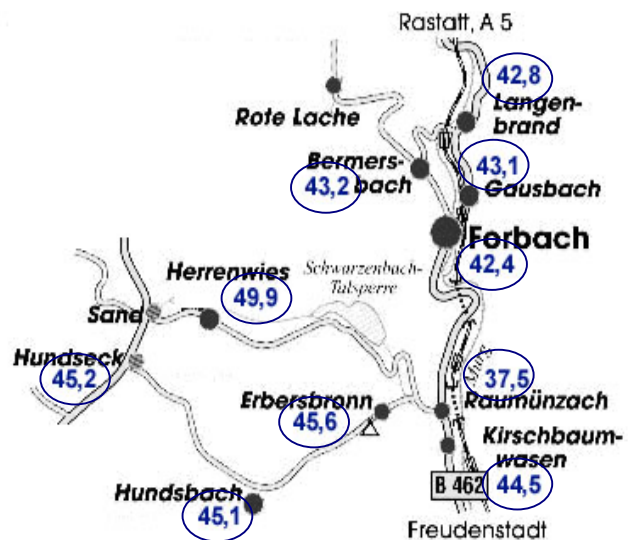 Rastatt, A 5
42,8
Langen-
brand
Rote Lache
Bermers-
bach
43,2
43,1
Gausbach
Forbach
42,4
Herrenwies
49,9
Schwarzenbach-
Talsperre
Sand
Hundseck
45,2
37,5
Raumünzach
Erbersbronn
45,6
Kirschbaum-
wasen
44,5
B 462
Hundsbach
45,1
Freudenstadt